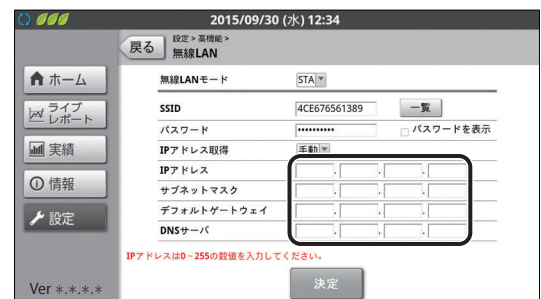 2015/09/30 (水) 12:34
戻る
設定 > 高機能 >
無線LAN
ホーム
ライブ
レポート
実績
情報
設定
Ver *.*.*.*
無線LANモード STA
SSID 4CE676561389 一覧
パスワード •••••••••• パスワードを表示
IPアドレス取得 手動
IPアドレス . . .
サブネットマスク . . .
デフォルトゲートウェイ . . .
DNSサーバ . . .
IPアドレスは0~255の数値を入力してください。
決定